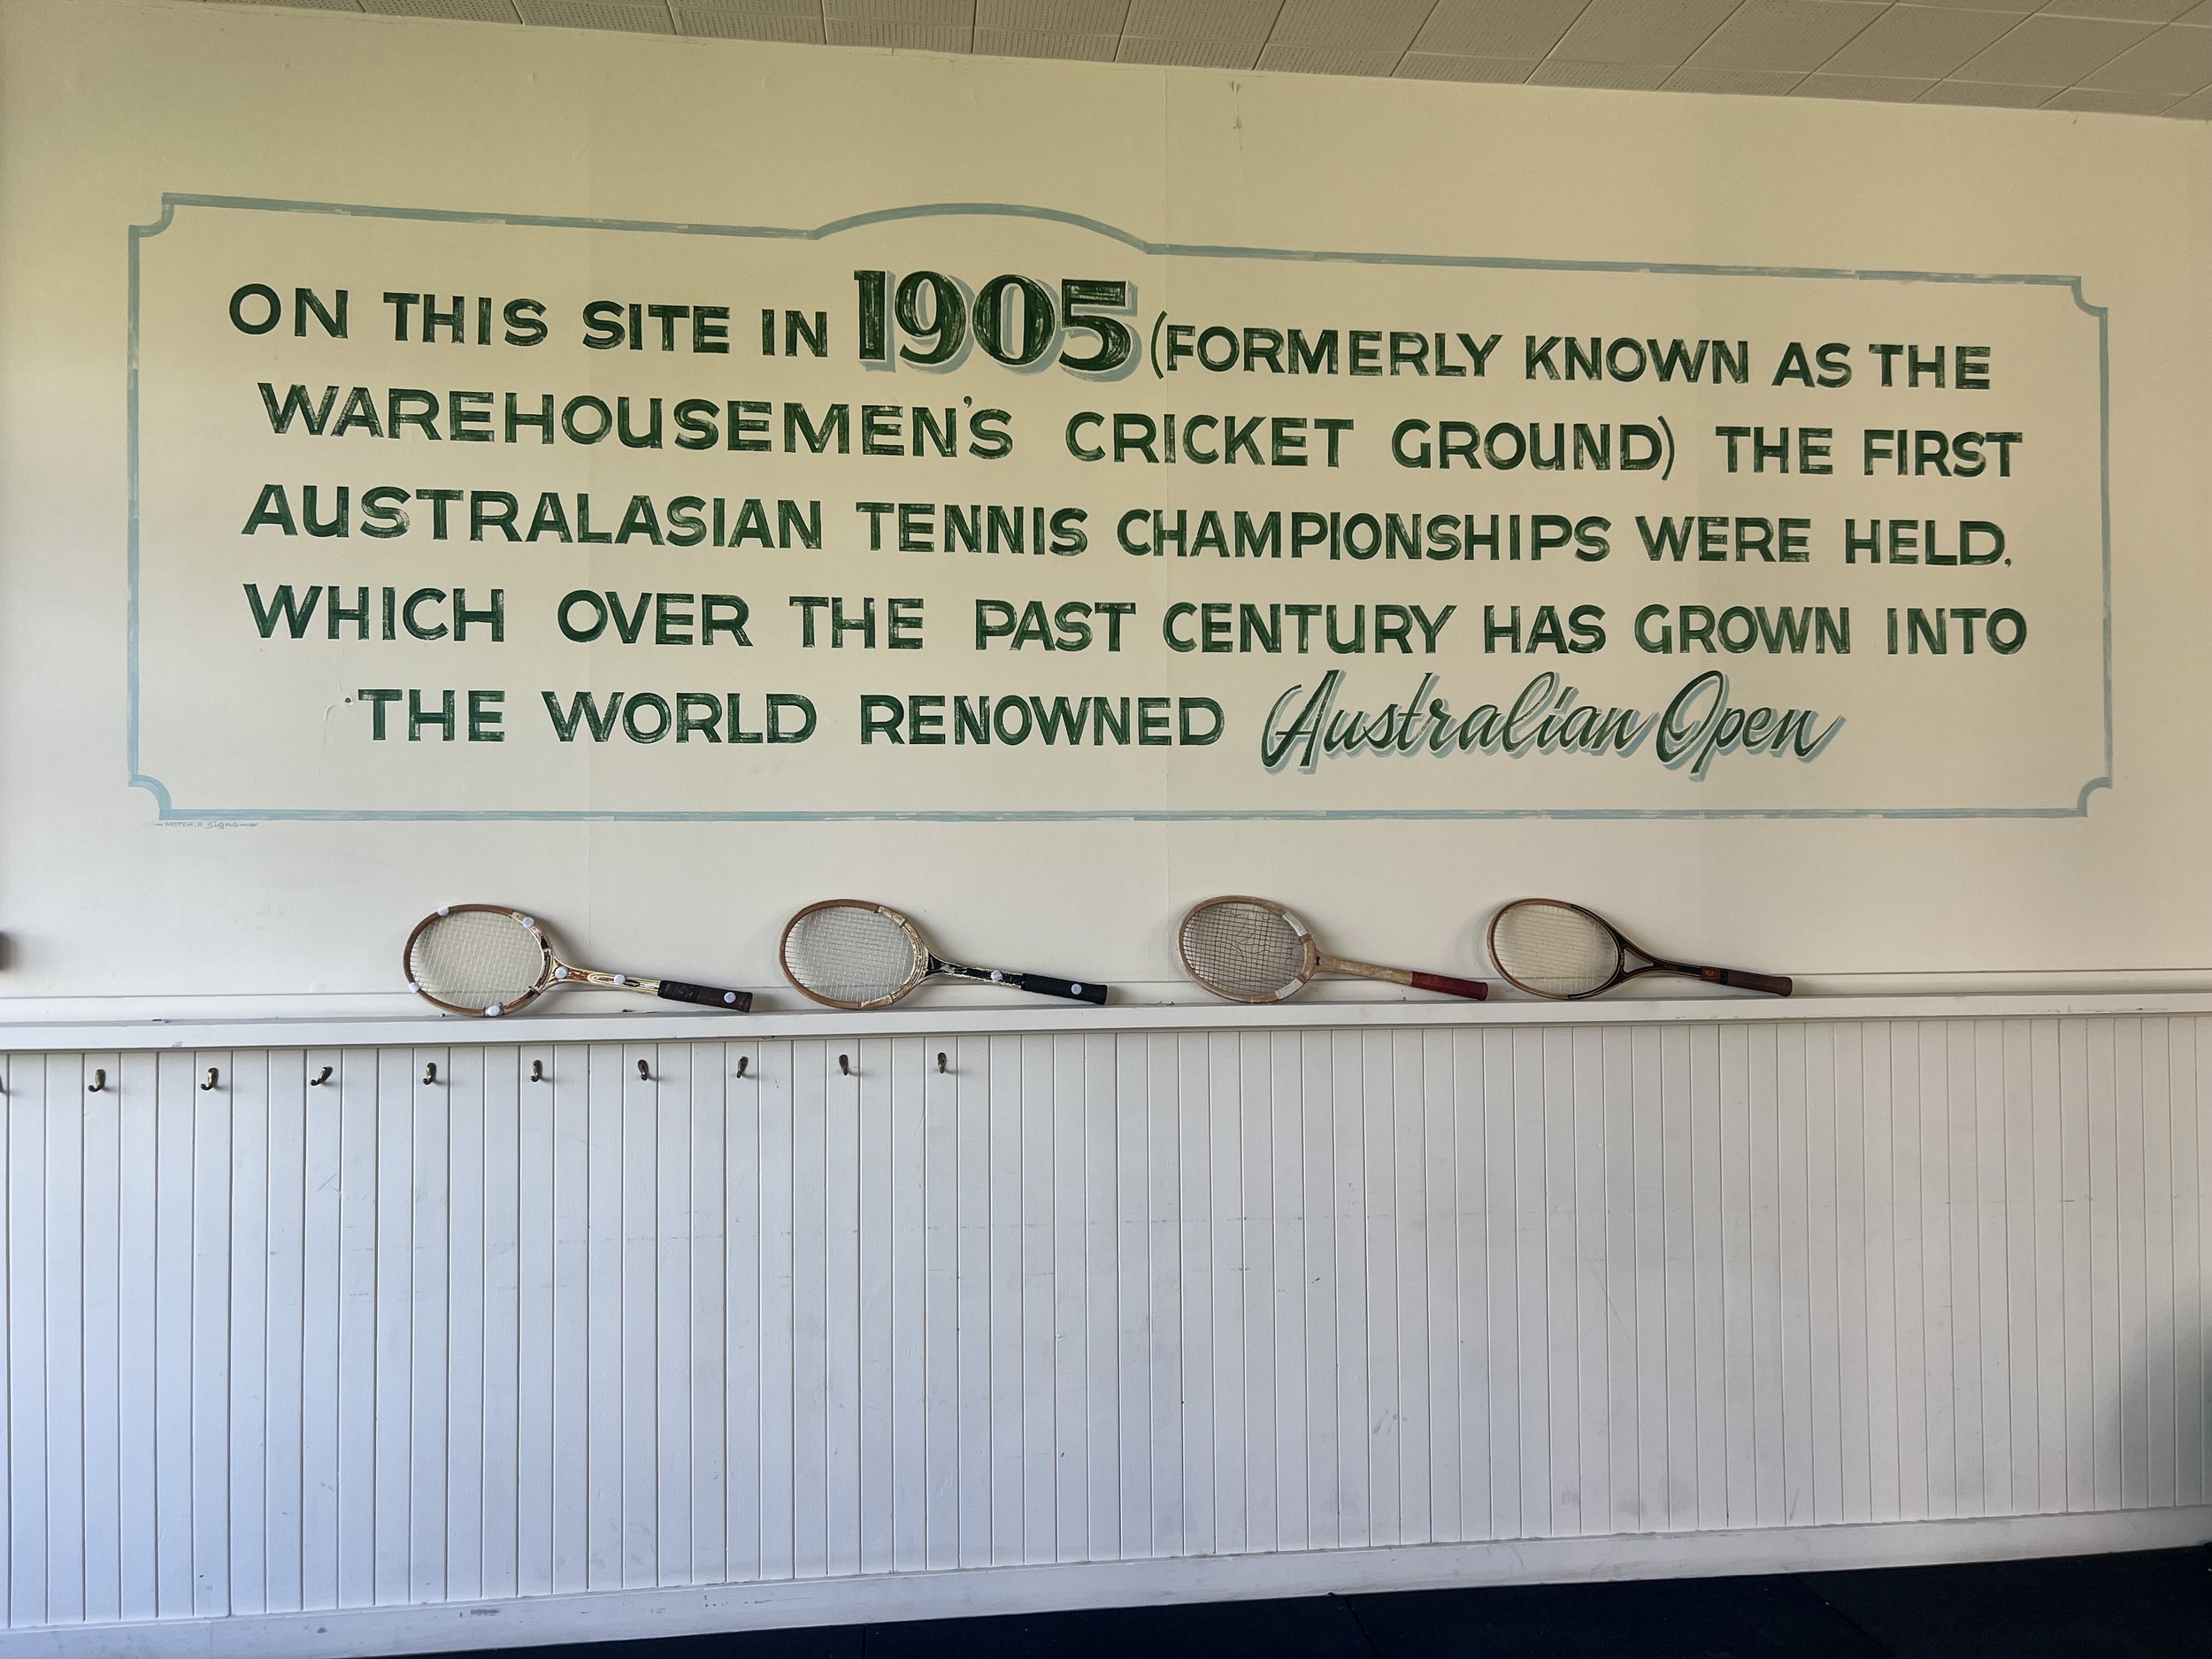 ON THIS SITE IN 1905 (FORMERLY KNOWN AS THE
WAREHOUSEMEN'S CRICKET GROUND) THE FIRST
AUSTRALASIAN TENNIS CHAMPIONSHIPS WERE HELD,
WHICH OVER THE PAST CENTURY HAS GROWN INTO
THE WORLD RENOWNED Australian Open